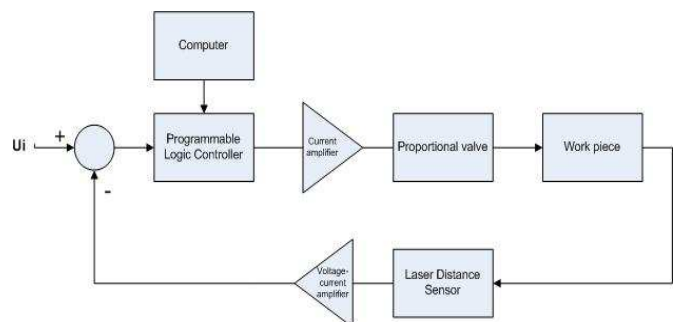 Computer
Ui
+
-
Programmable
Logic Controller
Current
amplifier
Proportional valve
Work piece
Voltage-
current
amplifier
Laser Distance
Sensor